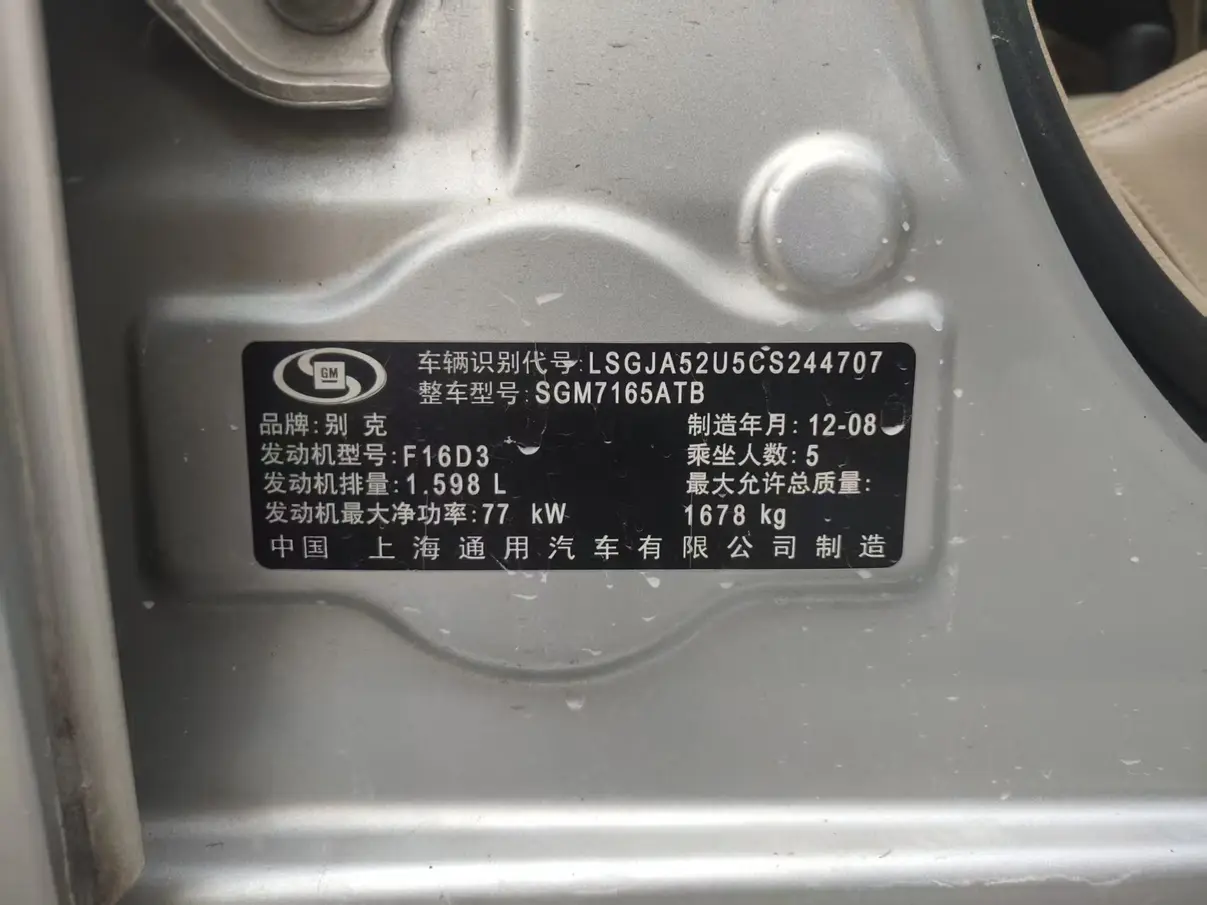 GM
车辆识别代号:LSGJA52U5CS244707
整车型号:SGM7165ATB
品牌:别 克
制造年月:12-08
发动机型号:F16D3
乘坐人数:5
发动机排量:1.598 L
最大允许总质量:
发动机最大净功率:77 kW
1678 kg
中国 上海通用汽车有限公司制造